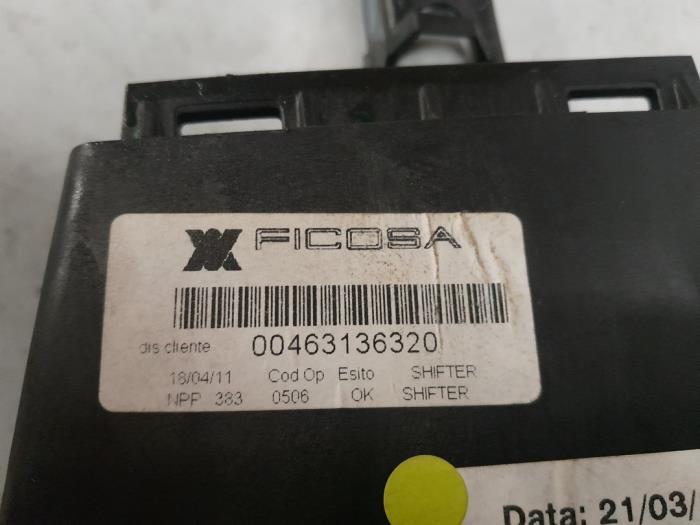 FICOSA
dis cliente 00463136320
18/04/11 Cod Op Esito SHIFTER
NPP 383 0506 OK SHIFTER
Data: 21/03/